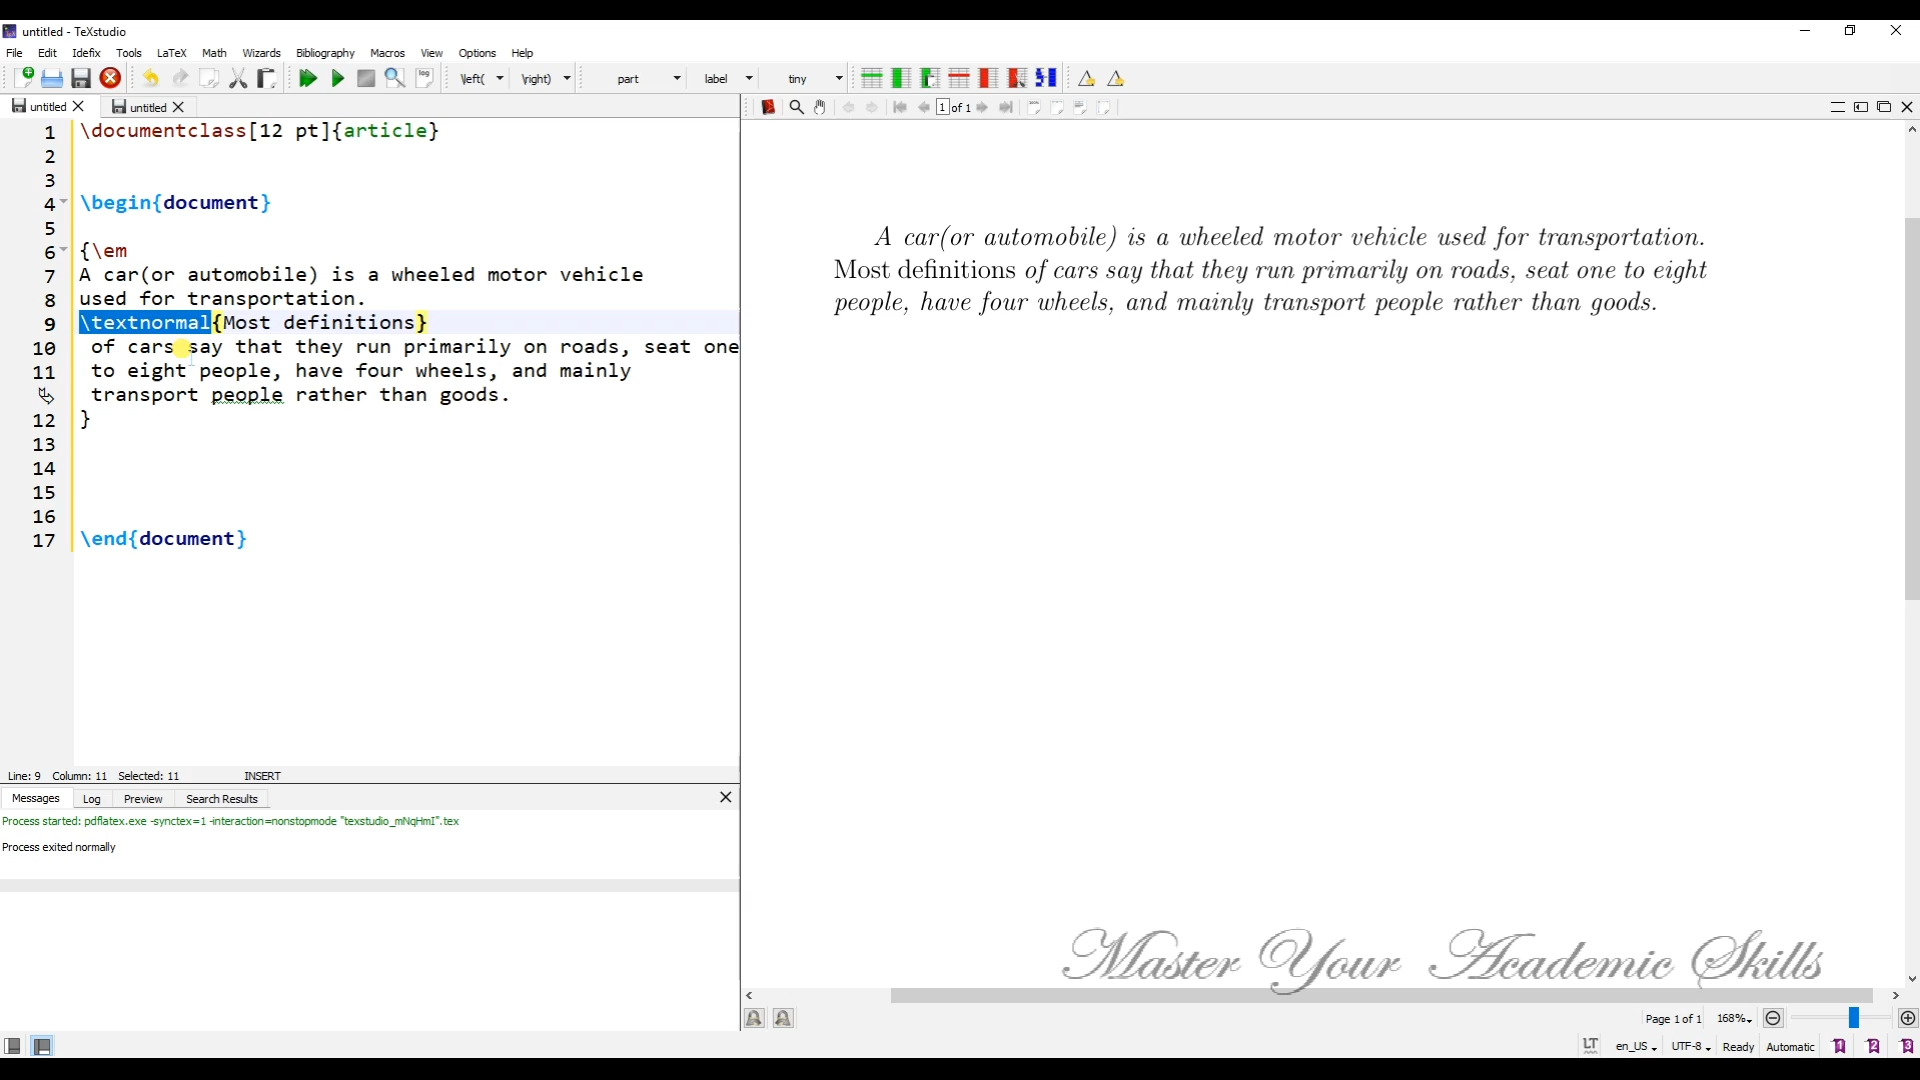 untitled - TeXstudio
File Edit Idefix Tools LaTeX Math Wizards Bibliography Macros View Options Help
log \left( \right) part label tiny
untitled untitled 1 of 1
1 \documentclass[12 pt]{article}
2
3
4 \begin{document}
5
6 {\em
7 A car(or automobile) is a wheeled motor vehicle
8 used for transportation.
9 \textnormal{Most definitions}
10 of cars say that they run primarily on roads, seat one
11 to eight people, have four wheels, and mainly
transport people rather than goods.
12 }
13
14
15
16
17 \end{document}
Line: 9 Column: 11 Selected: 11 INSERT
Messages Log Preview Search Results
Process started: pdflatex.exe -synctex=1 -interaction=nonstopmode "texstudio_mNqHmI".tex
Process exited normally
A car(or automobile) is a wheeled motor vehicle used for transportation.
Most definitions of cars say that they run primarily on roads, seat one to eight
people, have four wheels, and mainly transport people rather than goods.
Master Your Academic Skills
Page 1 of 1 168%
LT en_US UTF-8 Ready Automatic 1 2 3